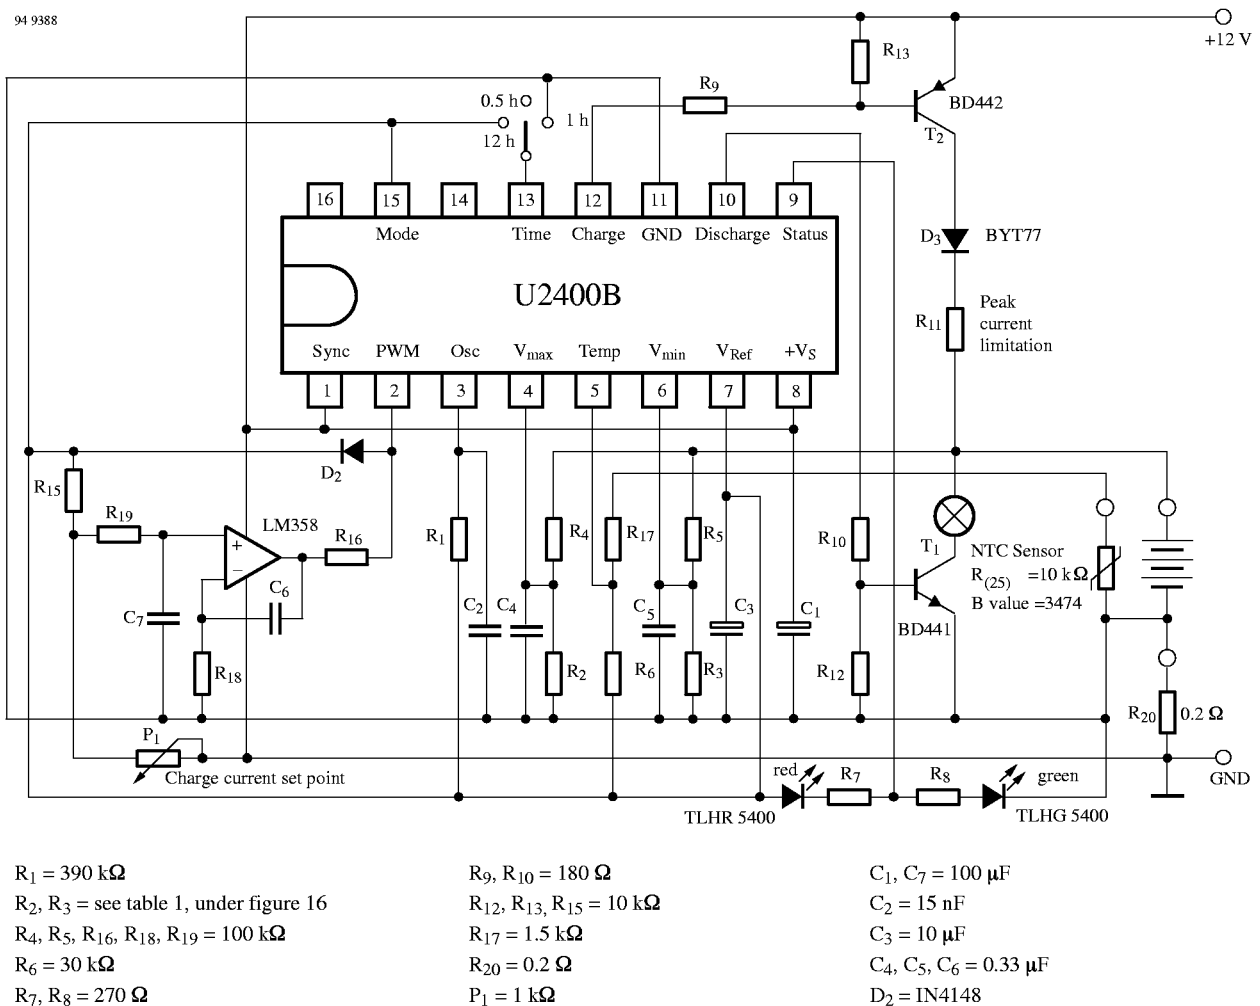 94 9388
+12 V
R13
R9
BD442
T2
0.5 h
1 h
12 h
16 15 14 13 12 11 10 9
Mode Time Charge GND Discharge Status
D3 BYT77
U2400B
R11
Peak
current
limitation
Sync PWM Osc Vmax Temp Vmin VRef +VS
1 2 3 4 5 6 7 8
D2
R15
R19
LM358
+
−
R16
R1
R4
R17
R5
R10
T1
NTC Sensor
R(25) =10 kΩ
B value =3474
C6
C7
C2
C4
C5
C3
C1
BD441
R18
R2
R6
R3
R12
R20
0.2 Ω
P1
Charge current set point
GND
red
R7
R8
green
TLHR 5400
TLHG 5400
R1 = 390 kΩ
R2, R3 = see table 1, under figure 16
R4, R5, R16, R18, R19 = 100 kΩ
R6 = 30 kΩ
R7, R8 = 270 Ω
R9, R10 = 180 Ω
R12, R13, R15 = 10 kΩ
R17 = 1.5 kΩ
R20 = 0.2 Ω
P1 = 1 kΩ
C1, C7 = 100 μF
C2 = 15 nF
C3 = 10 μF
C4, C5, C6 = 0.33 μF
D2 = IN4148